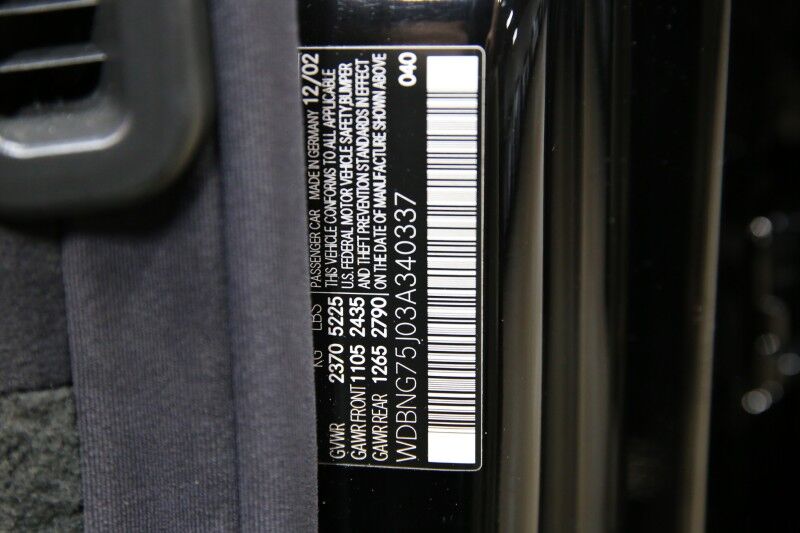 PASSENGER CAR MADE IN GERMANY 12/02
KG LBS THIS VEHICLE CONFORMS TO ALL APPLICABLE
GVWR 2370 5225 U.S. FEDERAL MOTOR VEHICLE SAFETY, BUMPER
GAWR FRONT 1105 2435 AND THEFT PREVENTION STANDARDS IN EFFECT
GAWR REAR 1265 2790 ON THE DATE OF MANUFACTURE SHOWN ABOVE
WDBNG75J03A340337 040